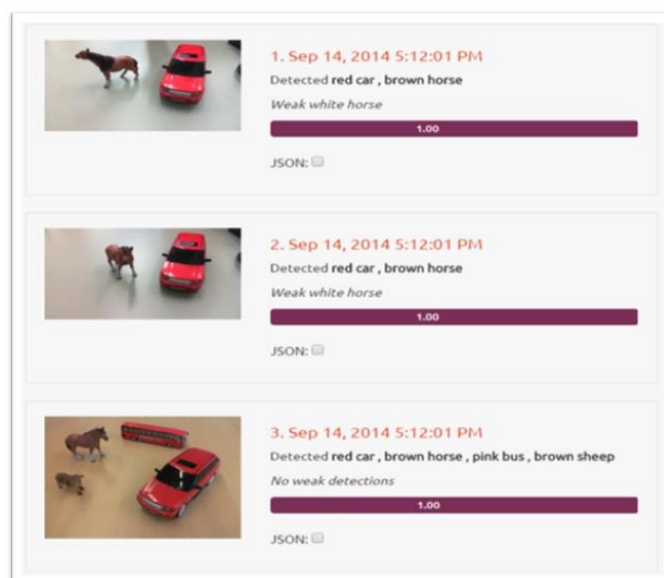 1. Sep 14, 2014 5:12:01 PM
Detected red car , brown horse
Weak white horse
1.00
JSON:
2. Sep 14, 2014 5:12:01 PM
Detected red car , brown horse
Weak white horse
1.00
JSON:
3. Sep 14, 2014 5:12:01 PM
Detected red car , brown horse , pink bus , brown sheep
No weak detections
1.00
JSON: